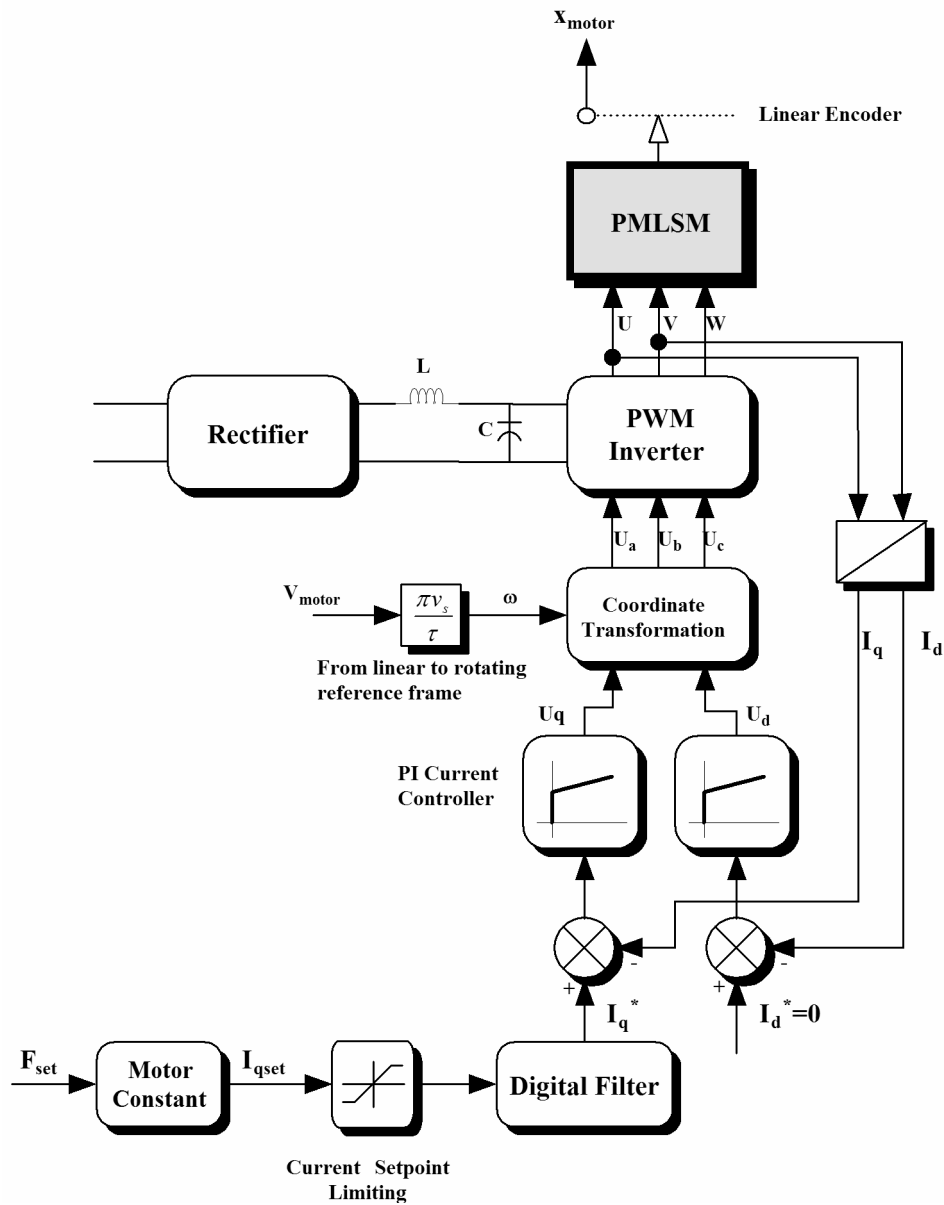 x_motor
Linear Encoder
PMLSM
U V W
L
C
Rectifier
PWM
Inverter
U_a U_b U_c
V_motor
πv_s
τ
ω
Coordinate
Transformation
I_q I_d
From linear to rotating
reference frame
Uq U_d
PI Current
Controller
-
-
+
+
I_q^*
I_d^*=0
F_set
Motor
Constant
I_qset
Digital Filter
Current Setpoint
Limiting